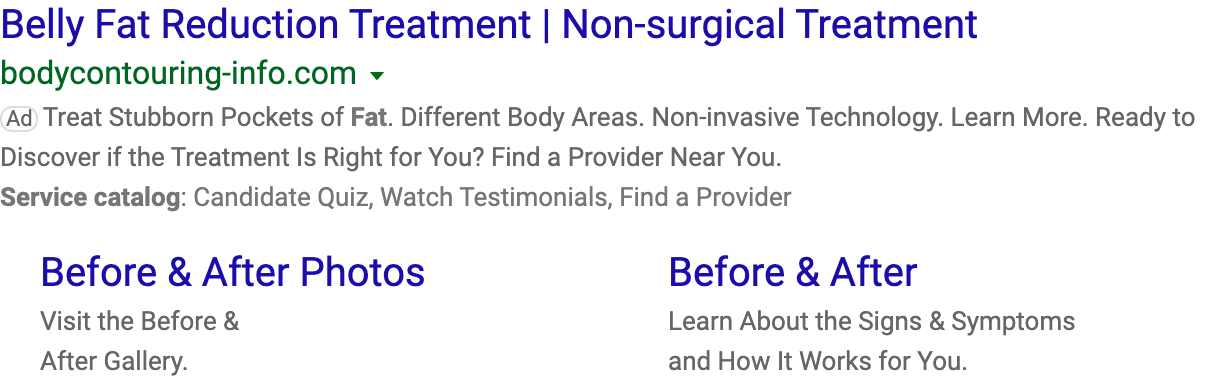 Belly Fat Reduction Treatment | Non-surgical Treatment
bodycontouring-info.com
Ad Treat Stubborn Pockets of Fat. Different Body Areas. Non-invasive Technology. Learn More. Ready to
Discover if the Treatment Is Right for You? Find a Provider Near You.
Service catalog: Candidate Quiz, Watch Testimonials, Find a Provider
Before & After Photos
Visit the Before &
After Gallery.
Before & After
Learn About the Signs & Symptoms
and How It Works for You.